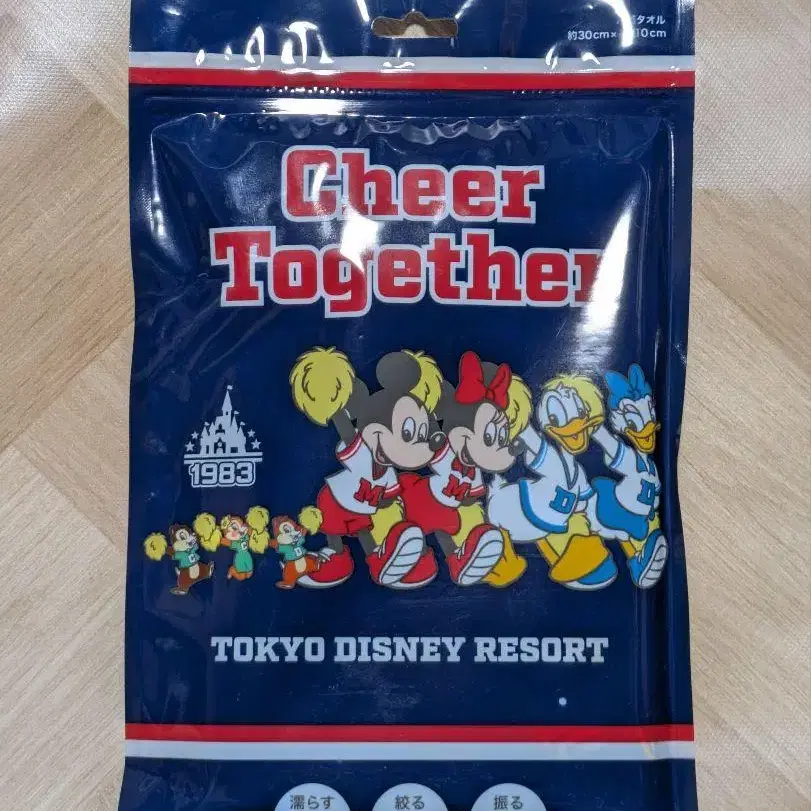 タオル
約30cm×10cm
Cheer
Together
1983
M
M
D
D
C
C
D
TOKYO DISNEY RESORT
濡らす
絞る
振る